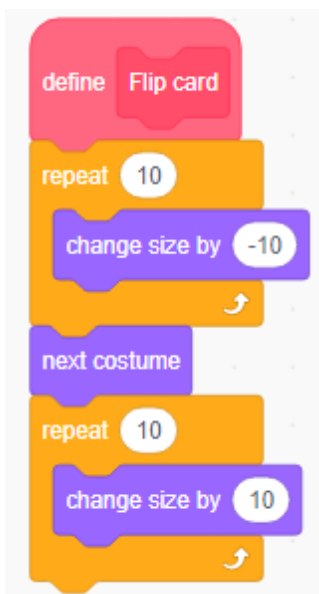 define Flip card
repeat 10
change size by -10
next costume
repeat 10
change size by 10